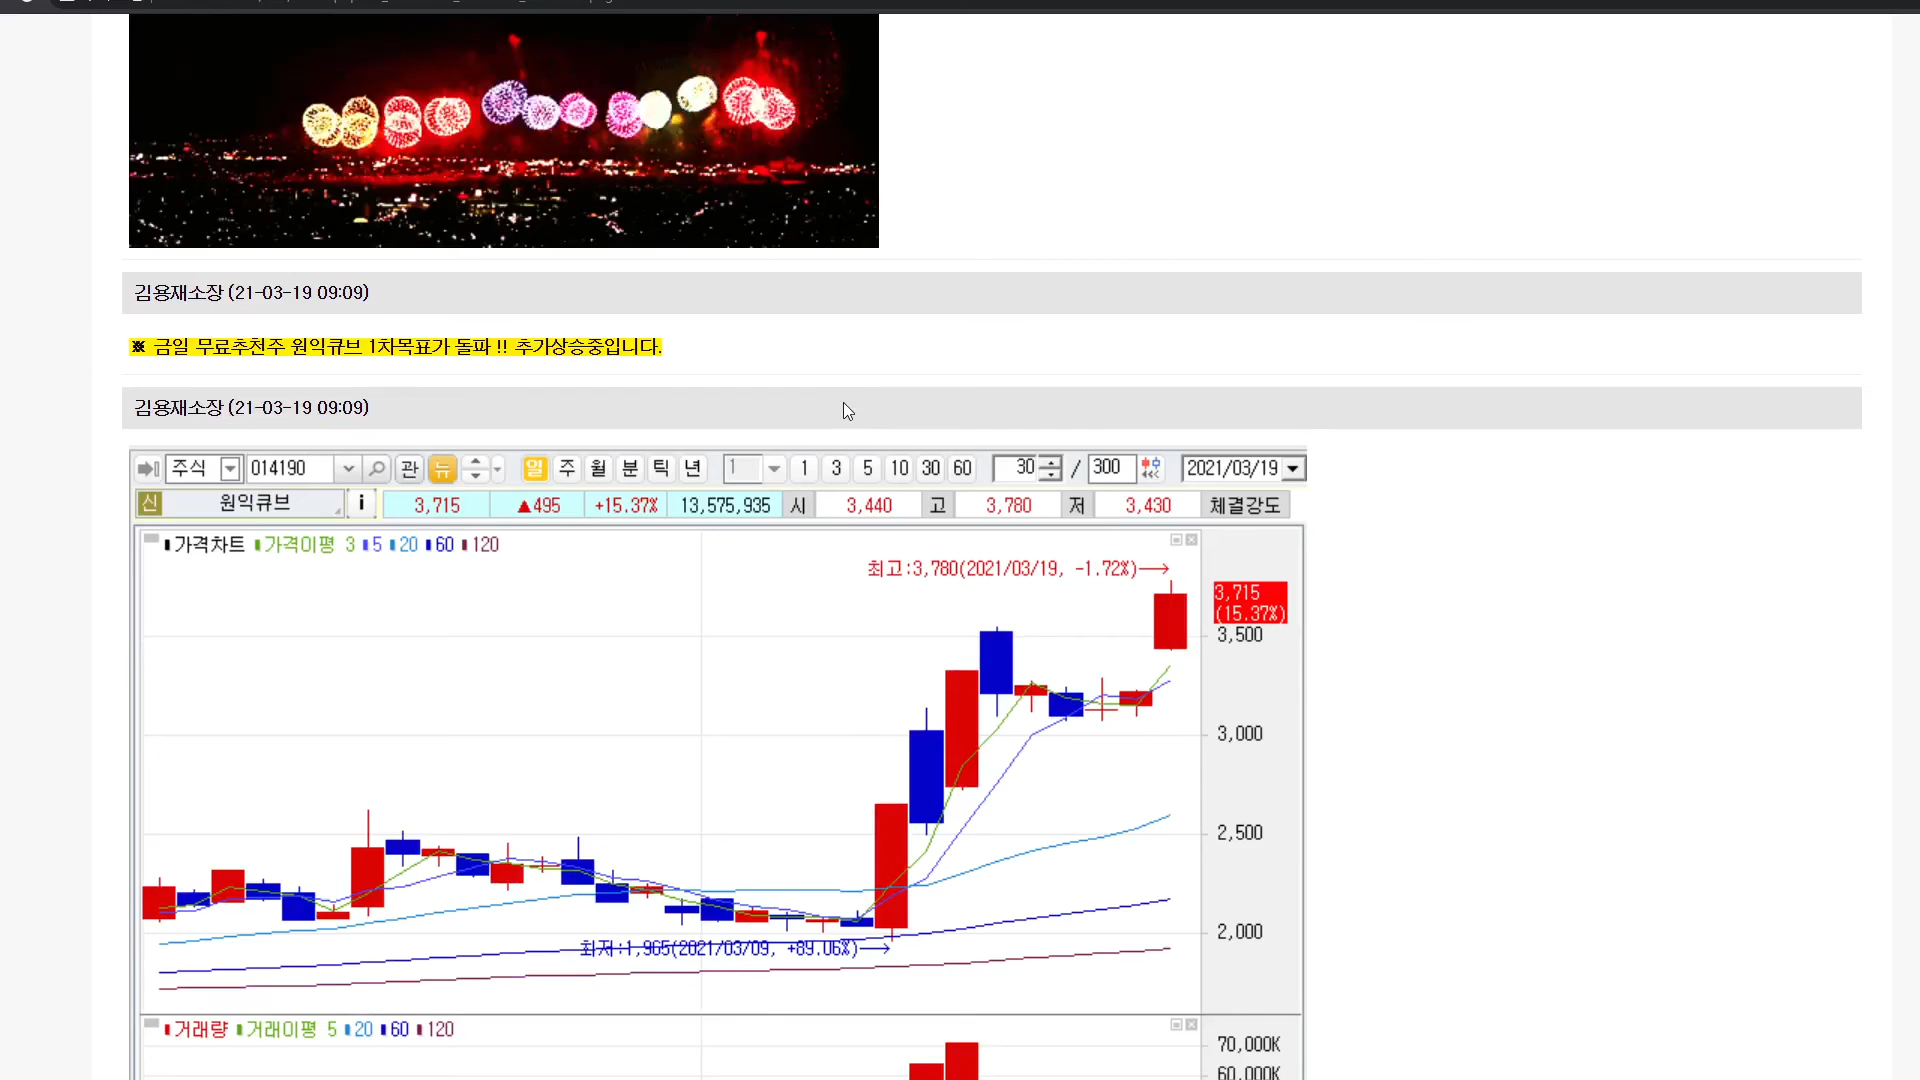 김용재소장 (21-03-19 09:09)
※ 금일 무료추천주 원익큐브 1차목표가 돌파 !! 추가상승중입니다.
김용재소장 (21-03-19 09:09)
주식 014190 관 뉴 일 주 월 분 틱 년 1 1 3 5 10 30 60 30 / 300 2021/03/19
신 원익큐브 i 3,715 ▲495 +15.37% 13,575,935 시 3,440 고 3,780 저 3,430 체결강도
가격차트 가격이평 3 5 20 60 120
최고:3,780(2021/03/19, -1.72%)→
3,715
(15.37%)
3,500
3,000
2,500
2,000
최저:1,965(2021/03/09, +89.06%)→
거래량 거래이평 5 20 60 120
70,000K
60,000K